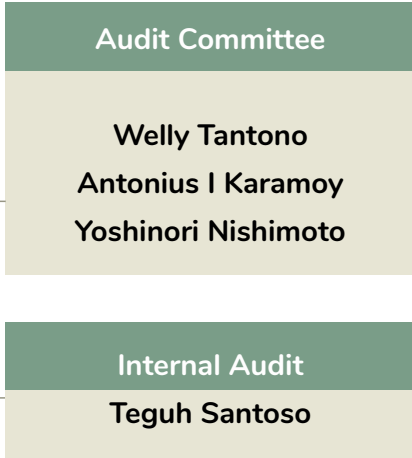 Audit Committee
Welly Tantono
Antonius I Karamoy
Yoshinori Nishimoto
Internal Audit
Teguh Santoso